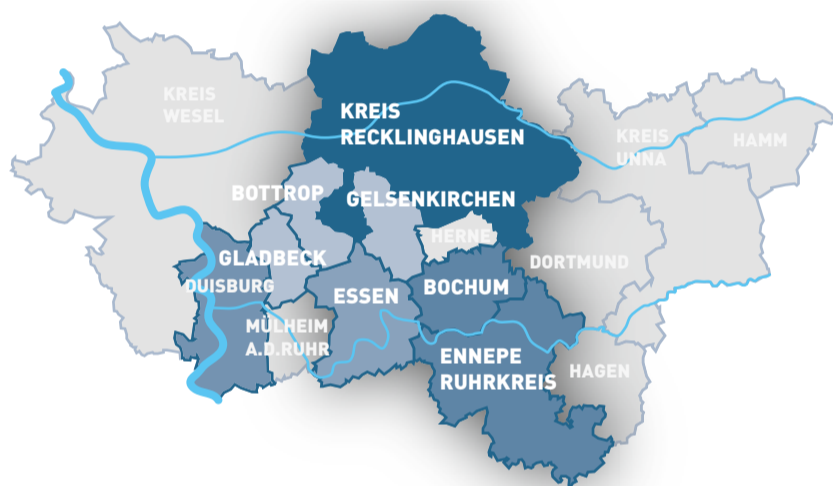 KREIS
WESEL
KREIS
RECKLINGHAUSEN
KREIS
UNNA
HAMM
BOTTROP
GELSENKIRCHEN
HERNE
GLADBECK
DORTMUND
DUISBURG
ESSEN
BOCHUM
MÜLHEIM
A.D.RUHR
ENNEPE
RUHRKREIS
HAGEN